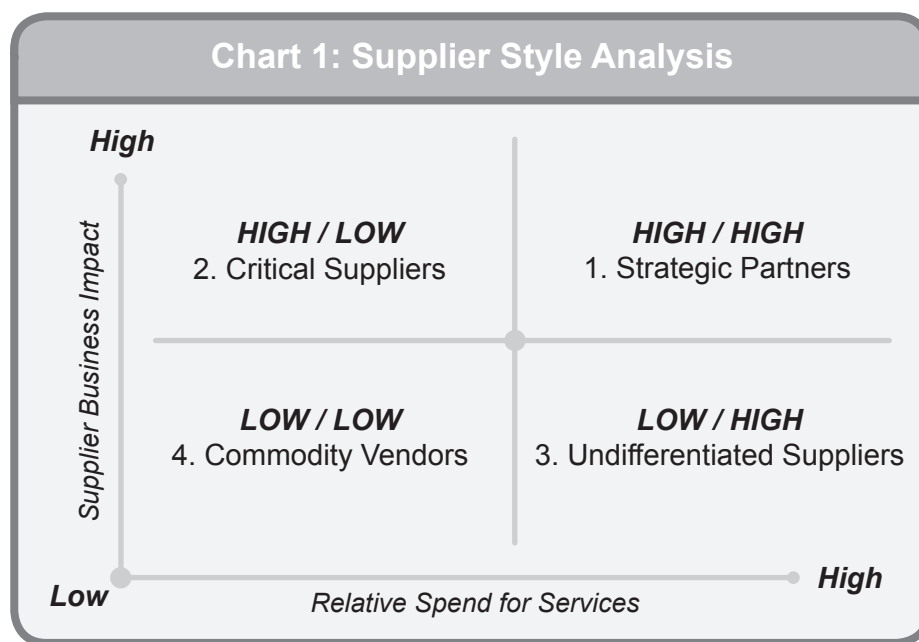 Chart 1: Supplier Style Analysis
High
Supplier Business Impact
HIGH / LOW
2. Critical Suppliers
HIGH / HIGH
1. Strategic Partners
LOW / LOW
4. Commodity Vendors
LOW / HIGH
3. Undifferentiated Suppliers
Low
Relative Spend for Services
High